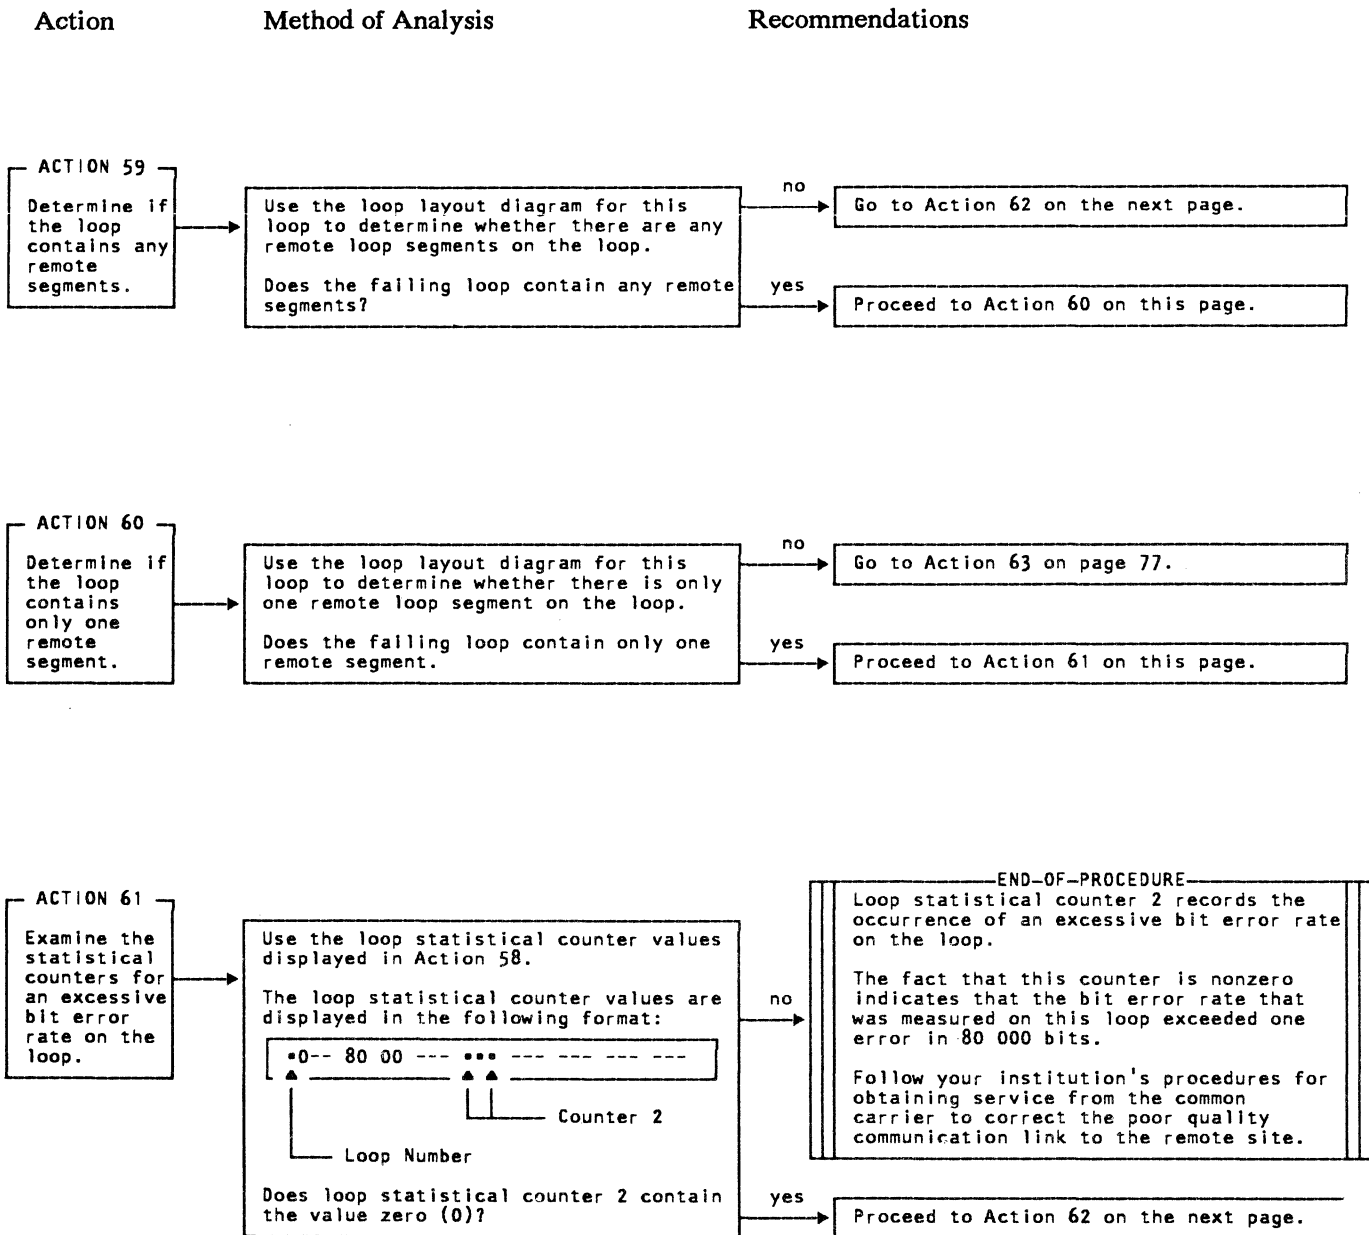 Action Method of Analysis Recommendations
ACTION 59
Determine if
the loop
contains any
remote
segments.
Use the loop layout diagram for this
loop to determine whether there are any
remote loop segments on the loop.
Does the failing loop contain any remote
segments?
no
Go to Action 62 on the next page.
yes
Proceed to Action 60 on this page.
ACTION 60
Determine if
the loop
contains
only one
remote
segment.
Use the loop layout diagram for this
loop to determine whether there is only
one remote loop segment on the loop.
Does the failing loop contain only one
remote segment.
no
Go to Action 63 on page 77.
yes
Proceed to Action 61 on this page.
ACTION 61
Examine the
statistical
counters for
an excessive
bit error
rate on the
loop.
Use the loop statistical counter values
displayed in Action 58.
The loop statistical counter values are
displayed in the following format:
▪0-- 80 00 --- ▪▪▪ --- --- --- ---
Counter 2
Loop Number
Does loop statistical counter 2 contain
the value zero (0)?
no
END-OF-PROCEDURE
Loop statistical counter 2 records the
occurrence of an excessive bit error rate
on the loop.
The fact that this counter is nonzero
indicates that the bit error rate that
was measured on this loop exceeded one
error in 80 000 bits.
Follow your institution's procedures for
obtaining service from the common
carrier to correct the poor quality
communication link to the remote site.
yes
Proceed to Action 62 on the next page.